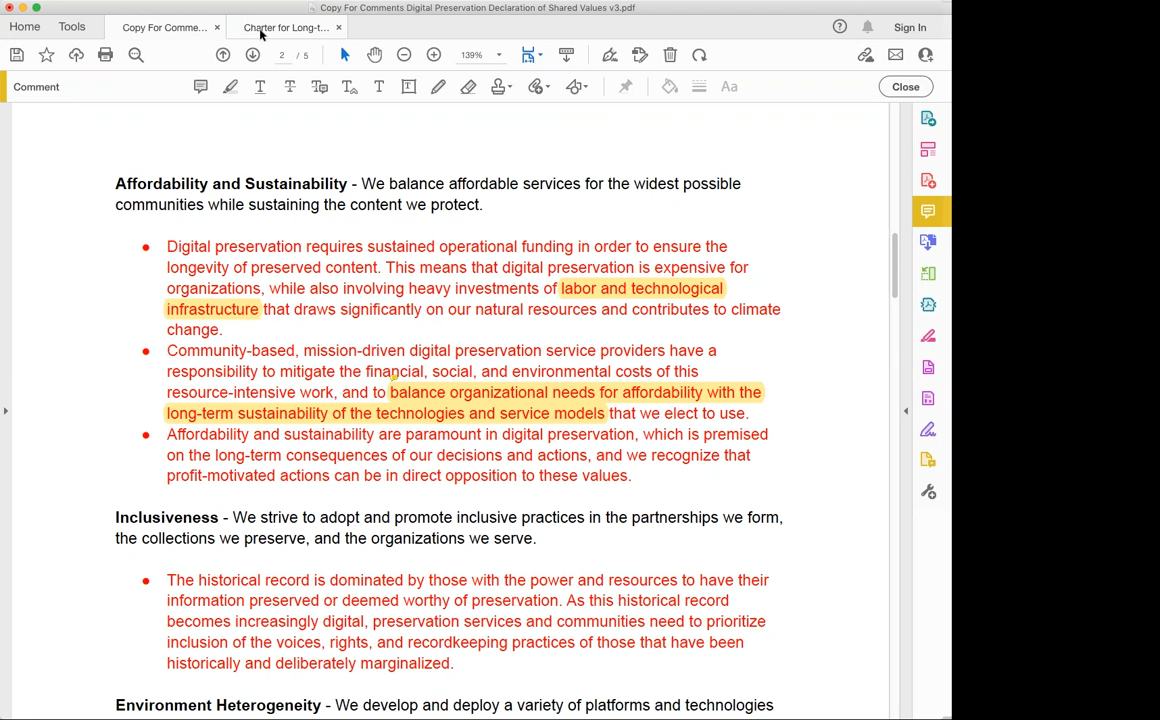 Copy For Comments Digital Preservation Declaration of Shared Values v3.pdf
Home Tools Copy For Comme... × Charter for Long-t... × Sign In
2 / 5 139%
Comment Aa Close
Affordability and Sustainability - We balance affordable services for the widest possible
communities while sustaining the content we protect.
● Digital preservation requires sustained operational funding in order to ensure the
longevity of preserved content. This means that digital preservation is expensive for
organizations, while also involving heavy investments of labor and technological
infrastructure that draws significantly on our natural resources and contributes to climate
change.
● Community-based, mission-driven digital preservation service providers have a
responsibility to mitigate the financial, social, and environmental costs of this
resource-intensive work, and to balance organizational needs for affordability with the
long-term sustainability of the technologies and service models that we elect to use.
● Affordability and sustainability are paramount in digital preservation, which is premised
on the long-term consequences of our decisions and actions, and we recognize that
profit-motivated actions can be in direct opposition to these values.
Inclusiveness - We strive to adopt and promote inclusive practices in the partnerships we form,
the collections we preserve, and the organizations we serve.
● The historical record is dominated by those with the power and resources to have their
information preserved or deemed worthy of preservation. As this historical record
becomes increasingly digital, preservation services and communities need to prioritize
inclusion of the voices, rights, and recordkeeping practices of those that have been
historically and deliberately marginalized.
Environment Heterogeneity - We develop and deploy a variety of platforms and technologies